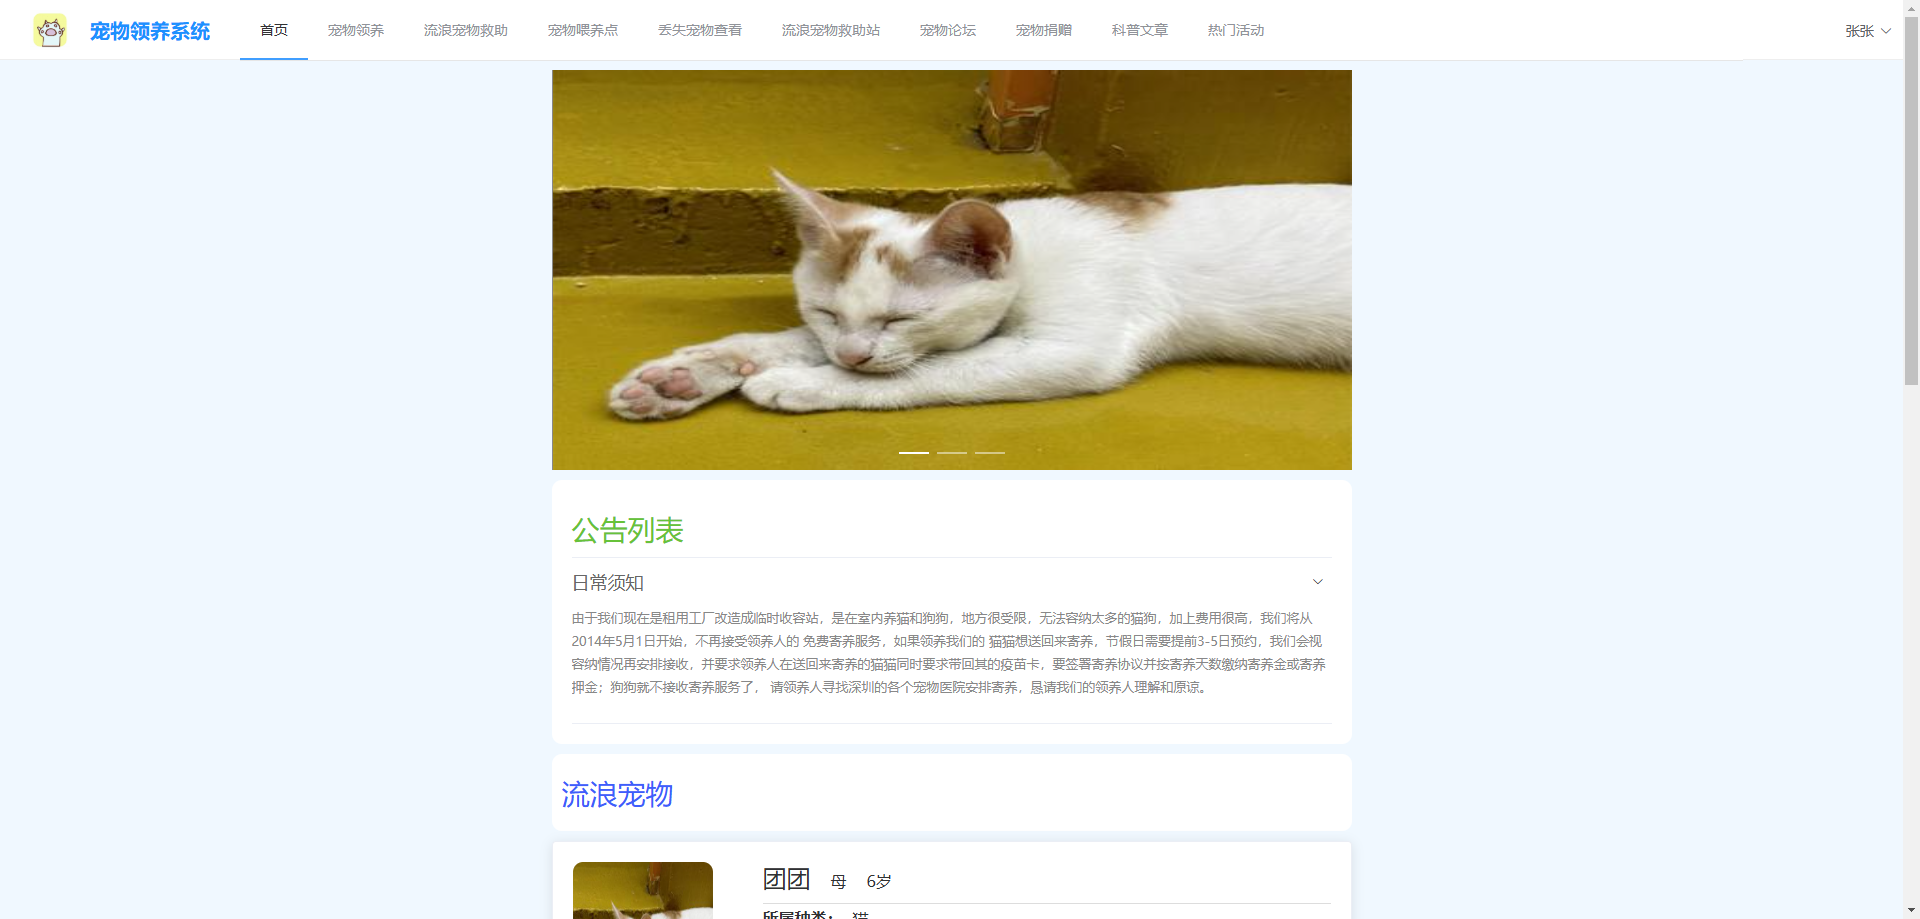 宠物领养系统
首页 宠物领养 流浪宠物救助 宠物喂养点 丢失宠物查看 流浪宠物救助站 宠物论坛 宠物捐赠 科普文章 热门活动
张张
公告列表
日常须知
由于我们现在是租用工厂改造成临时收容站，是在室内养猫和狗狗，地方很受限，无法容纳太多的猫狗，加上费用很高，我们将从
2014年5月1日开始，不再接受领养人的 免费寄养服务，如果领养我们的 猫猫想送回来寄养，节假日需要提前3-5日预约，我们会视
容纳情况再安排接收，并要求领养人在送回来寄养的猫猫同时要求带回其的疫苗卡，要签署寄养协议并按寄养天数缴纳寄养金或寄养
押金；狗狗就不接收寄养服务了， 请领养人寻找深圳的各个宠物医院安排寄养，恳请我们的领养人理解和原谅。
流浪宠物
团团 母 6岁
所属种类： 猫